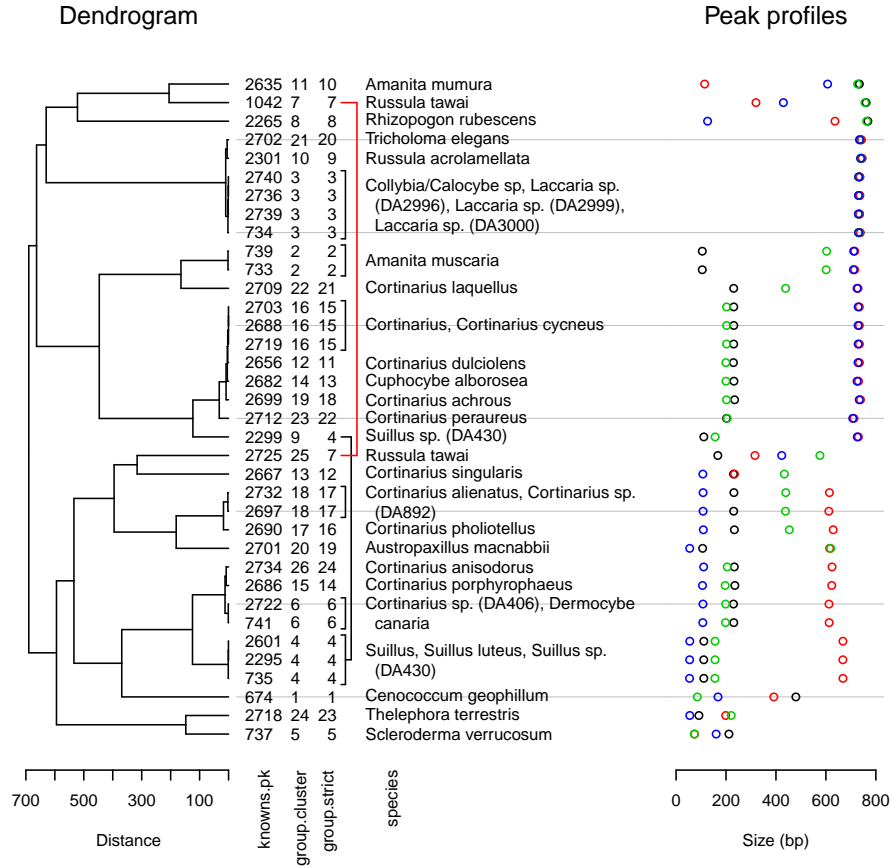 Dendrogram
Peak profiles
2635 11 10 Amanita mumura
1042 7 7 Russula tawai
2265 8 8 Rhizopogon rubescens
2702 21 20 Tricholoma elegans
2301 10 9 Russula acrolamellata
2740 3 3
2736 3 3
2739 3 3
734 3 3
Collybia/Calocybe sp, Laccaria sp.
(DA2996), Laccaria sp. (DA2999),
Laccaria sp. (DA3000)
739 2 2
733 2 2
Amanita muscaria
2709 22 21 Cortinarius laquellus
2703 16 15
2688 16 15 Cortinarius, Cortinarius cycneus
2719 16 15
2656 12 11 Cortinarius dulciolens
2682 14 13 Cuphocybe alborosea
2699 19 18 Cortinarius achrous
2712 23 22 Cortinarius peraureus
2299 9 4 Suillus sp. (DA430)
2725 25 7 Russula tawai
2667 13 12 Cortinarius singularis
2732 18 17 Cortinarius alienatus, Cortinarius sp.
2697 18 17 (DA892)
2690 17 16 Cortinarius pholiotellus
2701 20 19 Austropaxillus macnabbii
2734 26 24 Cortinarius anisodorus
2686 15 14 Cortinarius porphyrophaeus
2722 6 6 Cortinarius sp. (DA406), Dermocybe
741 6 6 canaria
2601 4 4
2295 4 4
735 4 4
Suillus, Suillus luteus, Suillus sp.
(DA430)
674 1 1 Cenococcum geophillum
2718 24 23 Thelephora terrestris
737 5 5 Scleroderma verrucosum
700 500 300 100
Distance
knowns.pk
group.cluster
group.strict
species
0 200 400 600 800
Size (bp)